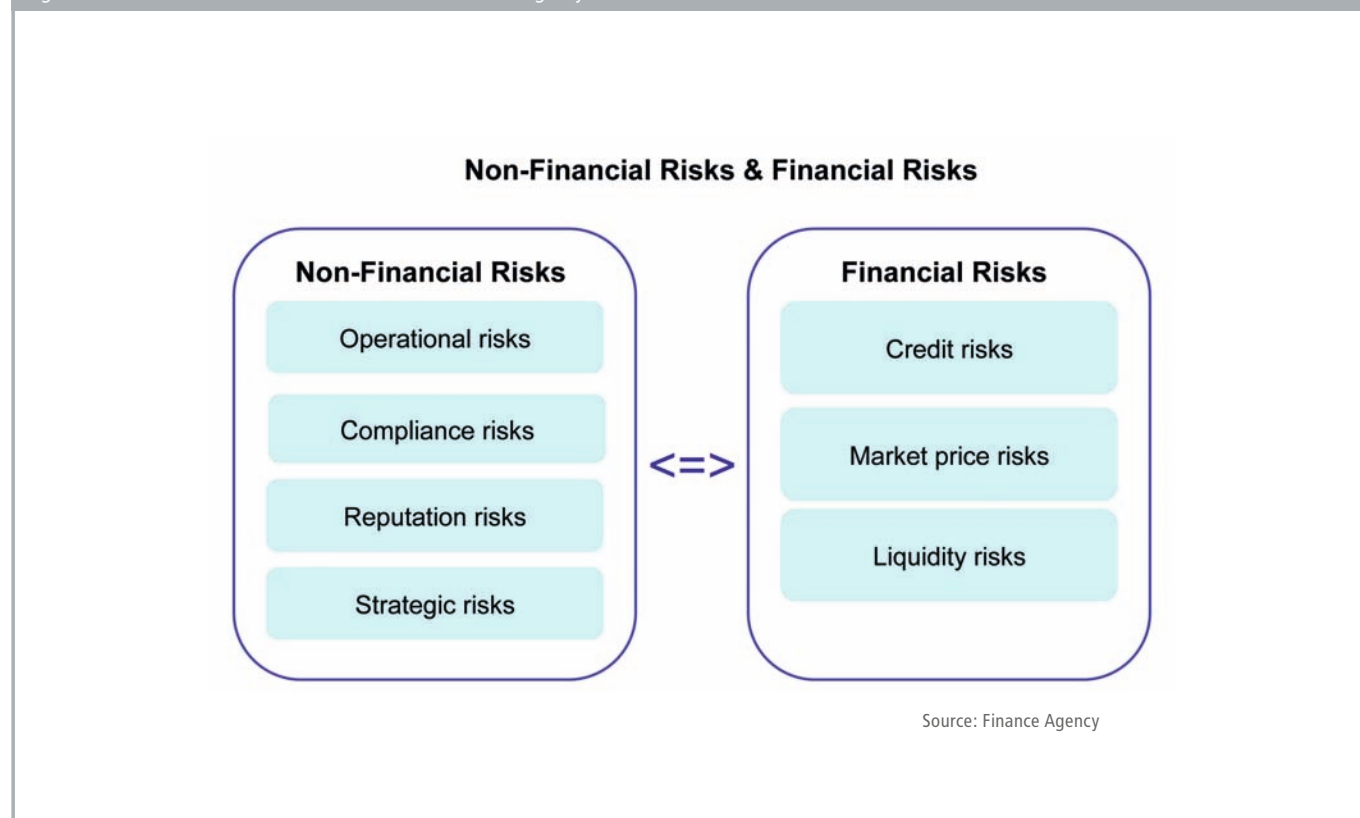 Non-Financial Risks & Financial Risks
Non-Financial Risks
Operational risks
Compliance risks
Reputation risks
Strategic risks
<=>
Financial Risks
Credit risks
Market price risks
Liquidity risks
Source: Finance Agency